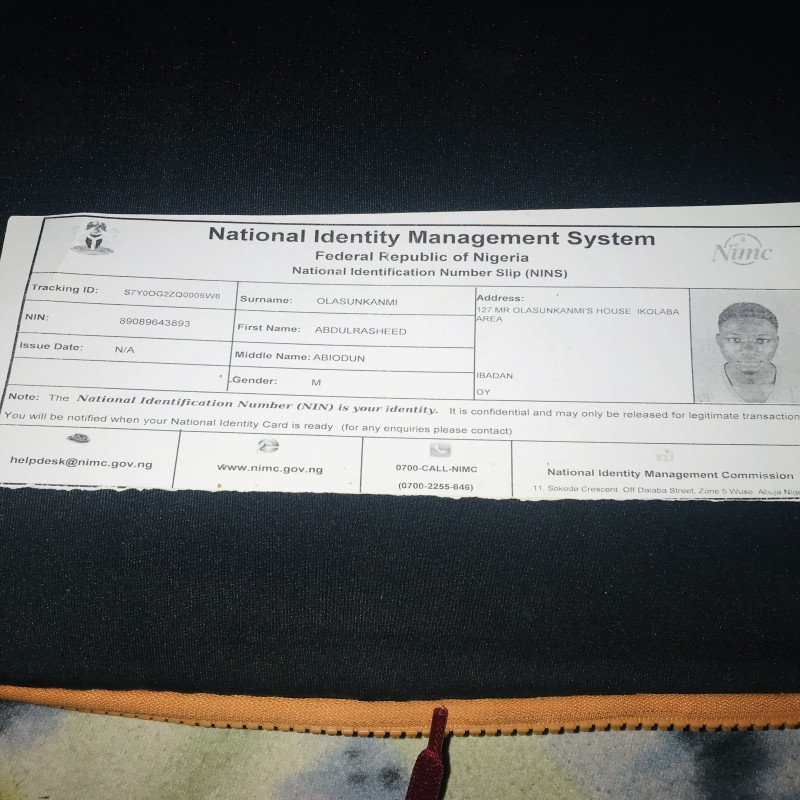 National Identity Management System
Federal Republic of Nigeria
National Identification Number Slip (NINS)
Nimc
Tracking ID: S7Y0OG2ZQ0005W8
Surname: OLASUNKANMI
Address:
127 MR OLASUNKANMI'S HOUSE IKOLABA
AREA
NIN: 89089643893
First Name: ABDULRASHEED
Issue Date: N/A
Middle Name: ABIODUN
IBADAN
Gender: M
OY
Note: The National Identification Number (NIN) is your identity. It is confidential and may only be released for legitimate transaction
You will be notified when your National Identity Card is ready (for any enquiries please contact)
helpdesk@nimc.gov.ng
www.nimc.gov.ng
0700-CALL-NIMC
(0700-2255-646)
National Identity Management Commission
11, Sokode Crescent, Off Dalaba Street, Zone 5 Wuse, Abuja Nige